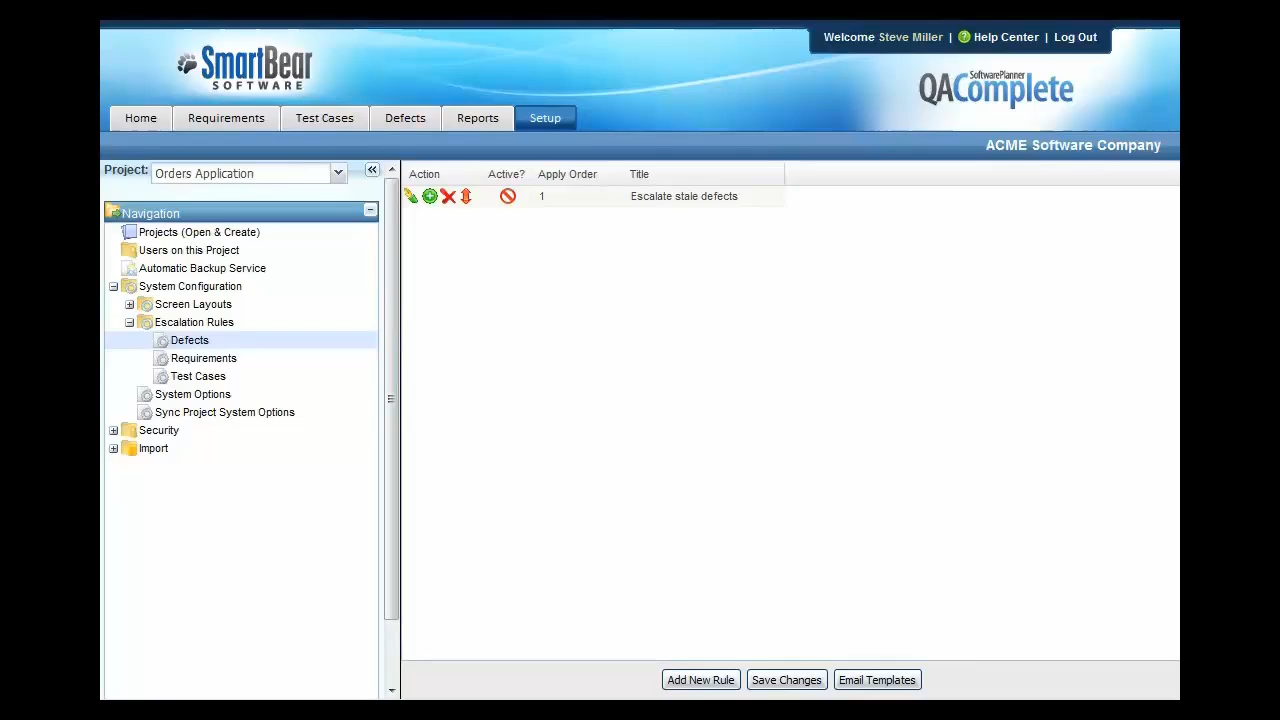 Welcome Steve Miller | Help Center | Log Out
SmartBear
SOFTWARE
SoftwarePlanner
QAComplete
Home Requirements Test Cases Defects Reports Setup
ACME Software Company
Project: Orders Application
Navigation
Projects (Open & Create)
Users on this Project
Automatic Backup Service
System Configuration
Screen Layouts
Escalation Rules
Defects
Requirements
Test Cases
System Options
Sync Project System Options
Security
Import
Action Active? Apply Order Title
1 Escalate stale defects
Add New Rule Save Changes Email Templates